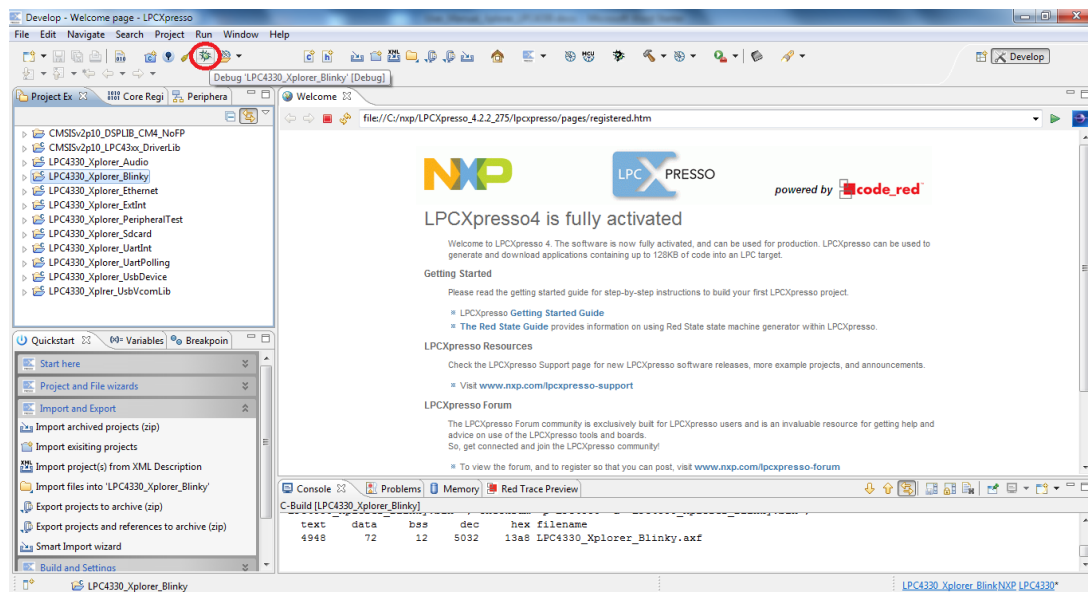 Develop - Welcome page - LPCXpresso
File Edit Navigate Search Project Run Window Help
Debug 'LPC4330_Xplorer_Blinky' [Debug]
Develop
Project Ex
Core Regi
Periphera
Welcome
file://C:/nxp/LPCXpresso_4.2.2_275/lpcxpresso/pages/registered.htm
CMSISv2p10_DSPLIB_CM4_NoFP
CMSISv2p10_LPC43xx_DriverLib
LPC4330_Xplorer_Audio
LPC4330_Xplorer_Blinky
LPC4330_Xplorer_Ethernet
LPC4330_Xplorer_ExtInt
LPC4330_Xplorer_PeripheralTest
LPC4330_Xplorer_Sdcard
LPC4330_Xplorer_UartInt
LPC4330_Xplorer_UartPolling
LPC4330_Xplorer_UsbDevice
LPC4330_Xplrer_UsbVcomLib
NXP
LPC XPRESSO
powered by code_red
LPCXpresso4 is fully activated
Welcome to LPCXpresso 4. The software is now fully activated, and can be used for production. LPCXpresso can be used to
generate and download applications containing up to 128KB of code into an LPC target.
Getting Started
Please read the getting started guide for step-by-step instructions to build your first LPCXpresso project.
LPCXpresso Getting Started Guide
The Red State Guide provides information on using Red State state machine generator within LPCXpresso.
LPCXpresso Resources
Check the LPCXpresso Support page for new LPCXpresso software releases, more example projects, and announcements.
Visit www.nxp.com/lpcxpresso-support
LPCXpresso Forum
The LPCXpresso Forum community is exclusively built for LPCXpresso users and is an invaluable resource for getting help and
advice on use of the LPCXpresso tools and boards.
So, get connected and join the LPCXpresso community!
To view the forum, and to register so that you can post, visit www.nxp.com/lpcxpresso-forum
Quickstart
(x)= Variables
Breakpoin
Start here
Project and File wizards
Import and Export
Import archived projects (zip)
Import exisiting projects
Import project(s) from XML Description
Import files into 'LPC4330_Xplorer_Blinky'
Export projects to archive (zip)
Export projects and references to archive (zip)
Smart Import wizard
Build and Settings
Console
Problems
Memory
Red Trace Preview
C-Build [LPC4330_Xplorer_Blinky]
text data bss dec hex filename
4948 72 12 5032 13a8 LPC4330_Xplorer_Blinky.axf
LPC4330_Xplorer_Blinky
LPC4330_Xplorer_Blink NXP LPC4330*